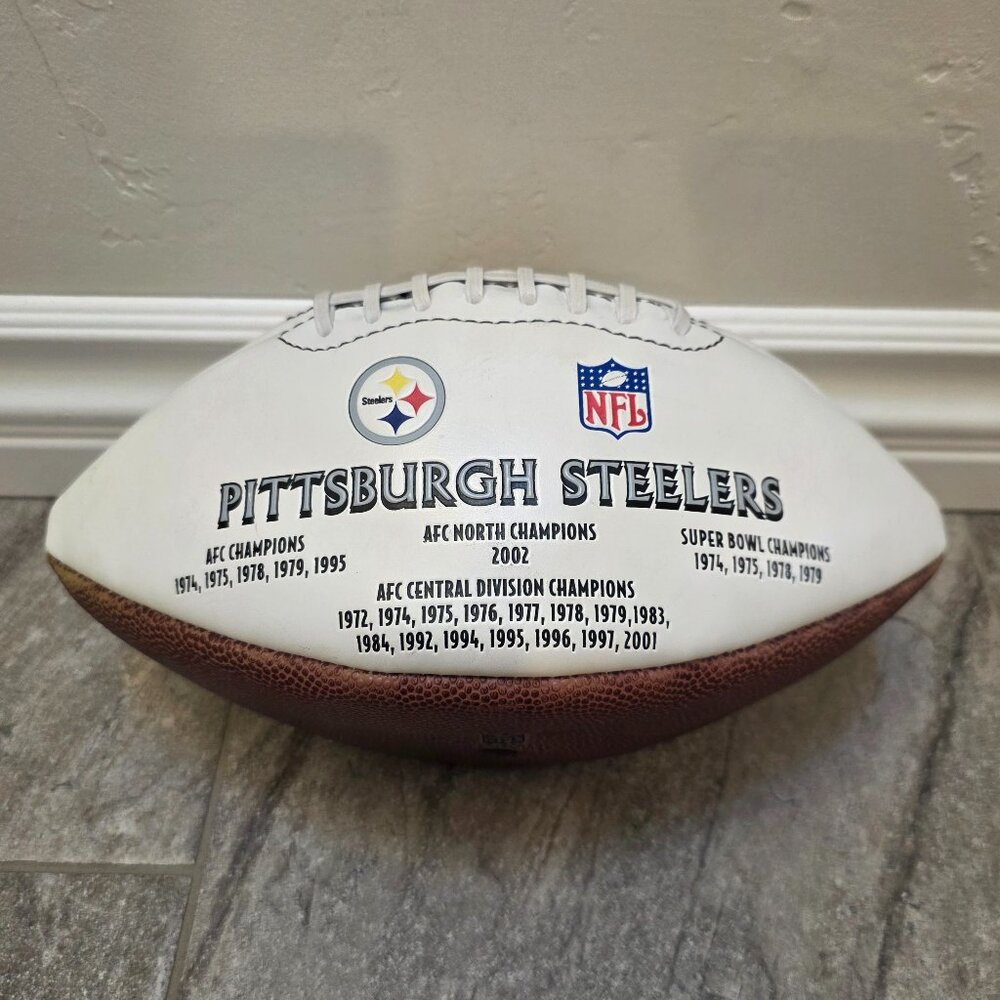 Steelers
NFL
PITTSBURGH STEELERS
AFC CHAMPIONS
1974, 1975, 1978, 1979, 1995
AFC NORTH CHAMPIONS
2002
SUPER BOWL CHAMPIONS
1974, 1975, 1978, 1979
AFC CENTRAL DIVISION CHAMPIONS
1972, 1974, 1975, 1976, 1977, 1978, 1979,1983,
1984, 1992, 1994, 1995, 1996, 1997, 2001